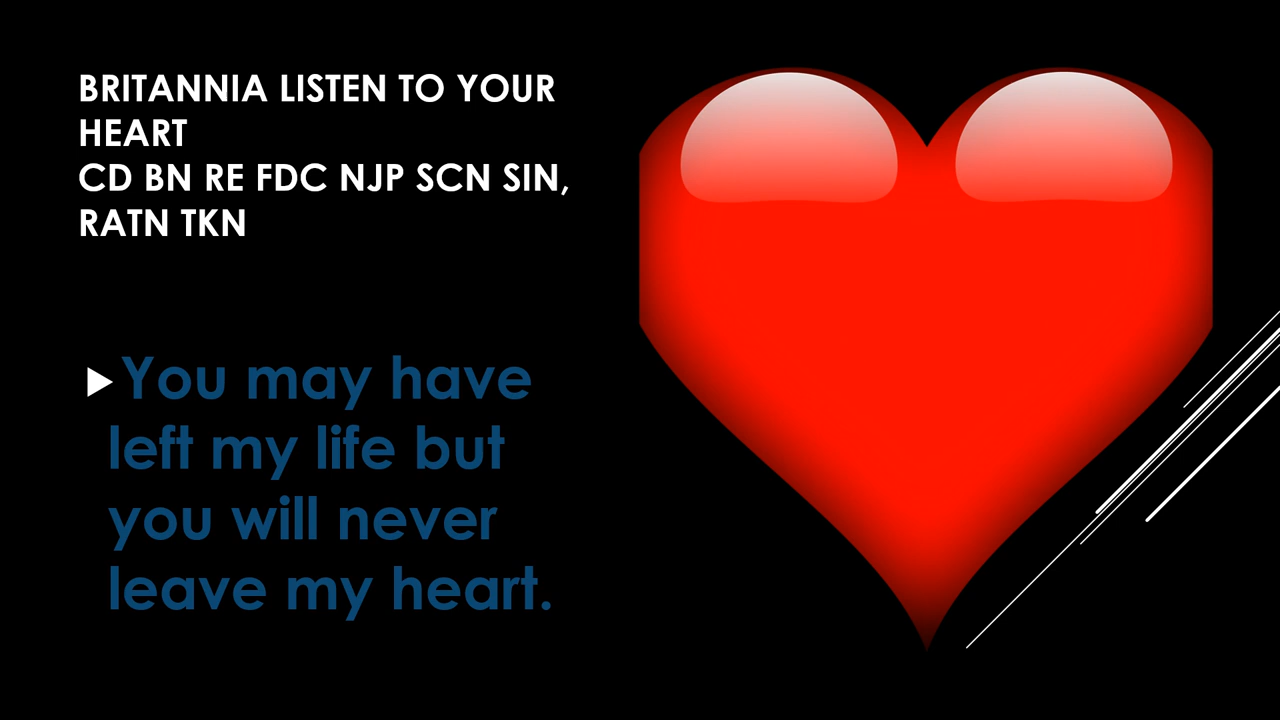 BRITANNIA LISTEN TO YOUR
HEART
CD BN RE FDC NJP SCN SIN,
RATN TKN
You may have
left my life but
you will never
leave my heart.